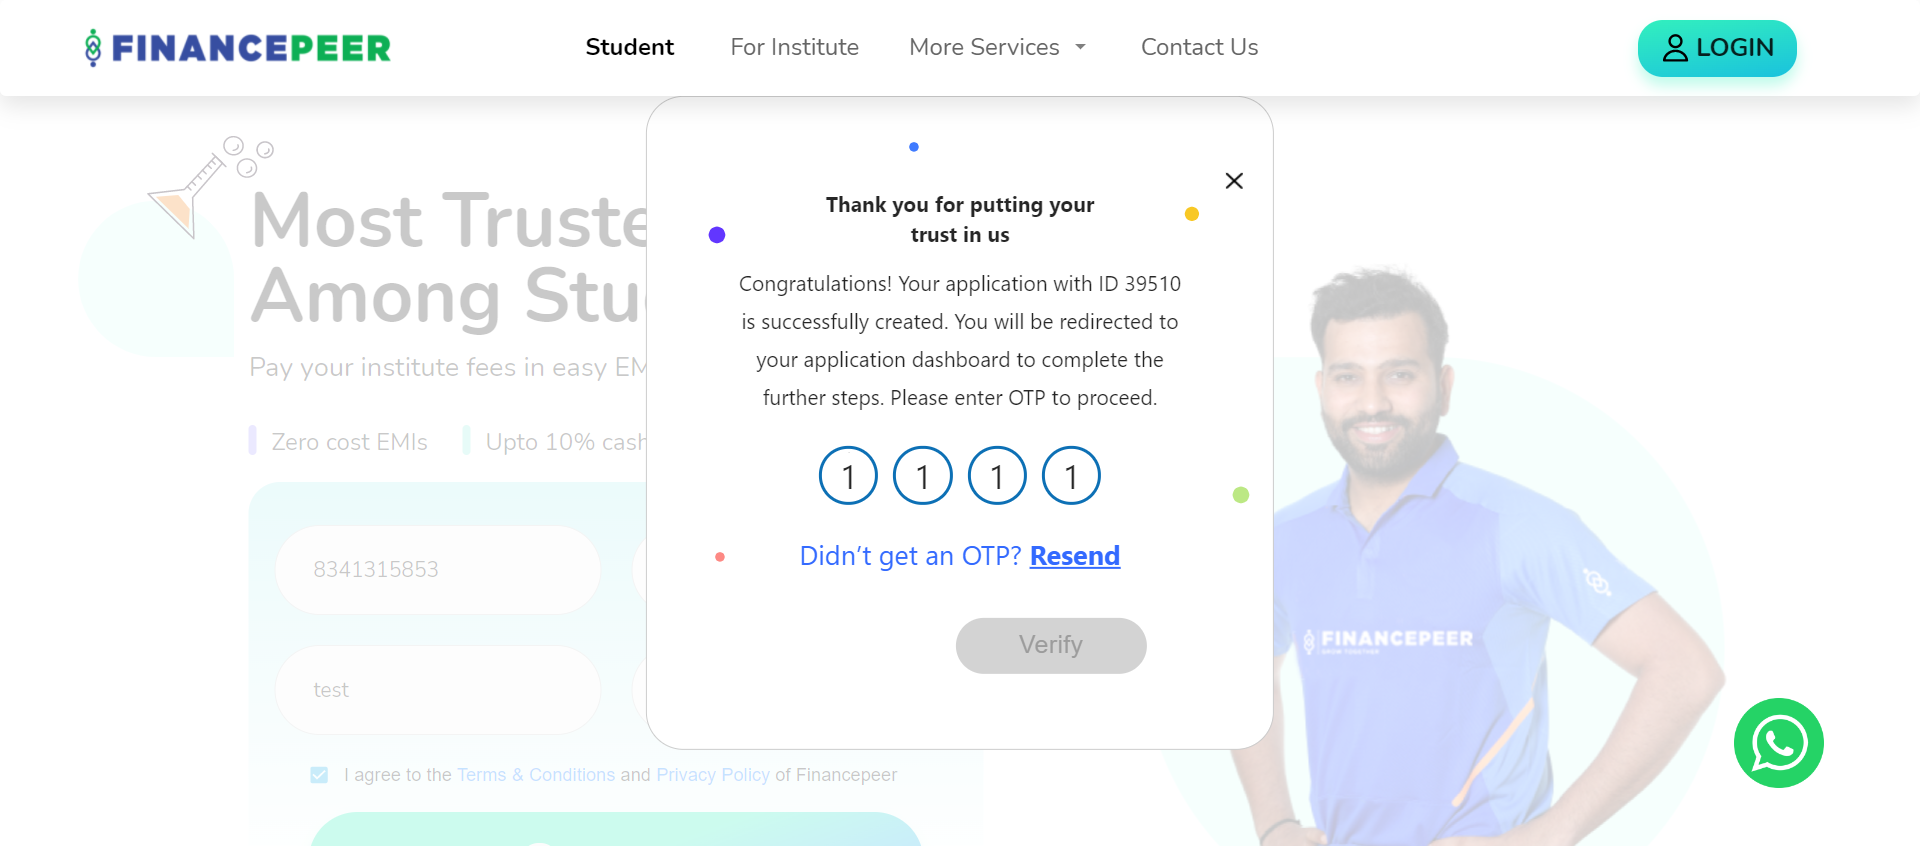 FINANCEPEER
Student
For Institute
More Services
Contact Us
LOGIN
Most Truste
Among Stu
Pay your institute fees in easy EM
Zero cost EMIs
Upto 10% cash
8341315853
test
I agree to the Terms & Conditions and Privacy Policy of Financepeer
Thank you for putting your
trust in us
Congratulations! Your application with ID 39510
is successfully created. You will be redirected to
your application dashboard to complete the
further steps. Please enter OTP to proceed.
1 1 1 1
Didn’t get an OTP? Resend
Verify
FINANCEPEER
GROW TOGETHER